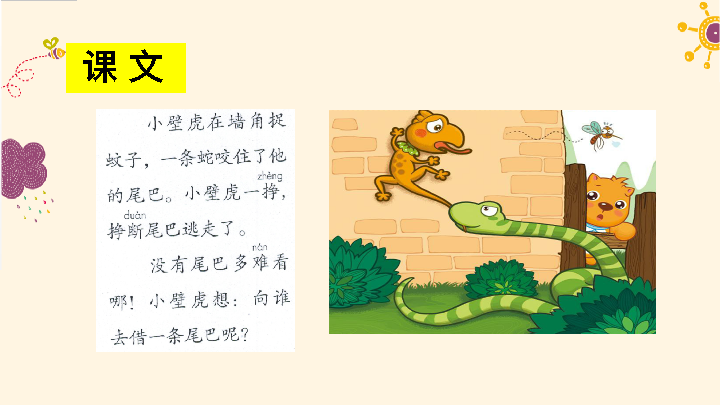 课文
小壁虎在墙角捉
蚊子，一条蛇咬住了他
zhèng
的尾巴。小壁虎一挣，
duàn
挣断尾巴逃走了。
nán
没有尾巴多难看
哪！小壁虎想：向谁
去借一条尾巴呢？